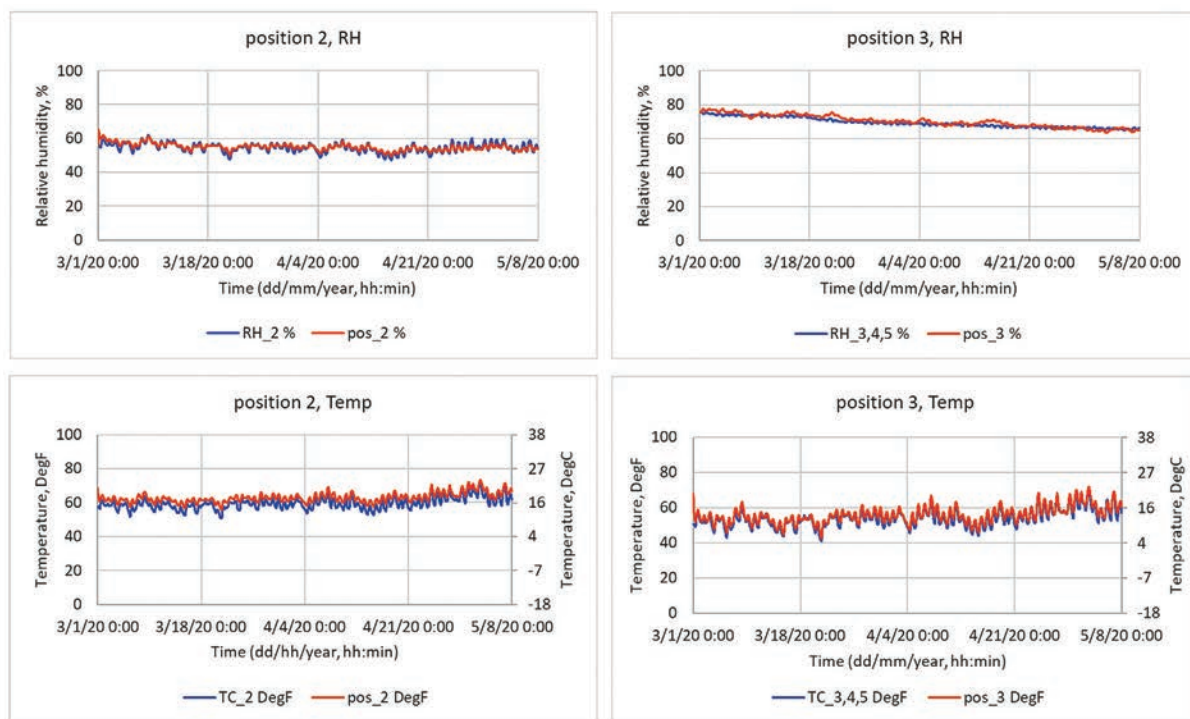 position 2, RH
100
80
60
40
20
0
Relative humidity, %
3/1/20 0:00 3/18/20 0:00 4/4/20 0:00 4/21/20 0:00 5/8/20 0:00
Time (dd/mm/year, hh:min)
RH_2 % pos_2 %
position 3, RH
100
80
60
40
20
0
Relative humidity, %
3/1/20 0:00 3/18/20 0:00 4/4/20 0:00 4/21/20 0:00 5/8/20 0:00
Time (dd/mm/year, hh:min)
RH_3,4,5 % pos_3 %
position 2, Temp
100
80
60
40
20
0
Temperature, DegF
38
27
16
4
-7
-18
Temperature, DegC
3/1/20 0:00 3/18/20 0:00 4/4/20 0:00 4/21/20 0:00 5/8/20 0:00
Time (dd/hh/year, hh:min)
TC_2 DegF pos_2 DegF
position 3, Temp
100
80
60
40
20
0
Temperature, DegF
38
27
16
4
-7
-18
Temperature, DegC
3/1/20 0:00 3/18/20 0:00 4/4/20 0:00 4/21/20 0:00 5/8/20 0:00
Time (dd/mm/year, hh:min)
TC_3,4,5 DegF pos_3 DegF